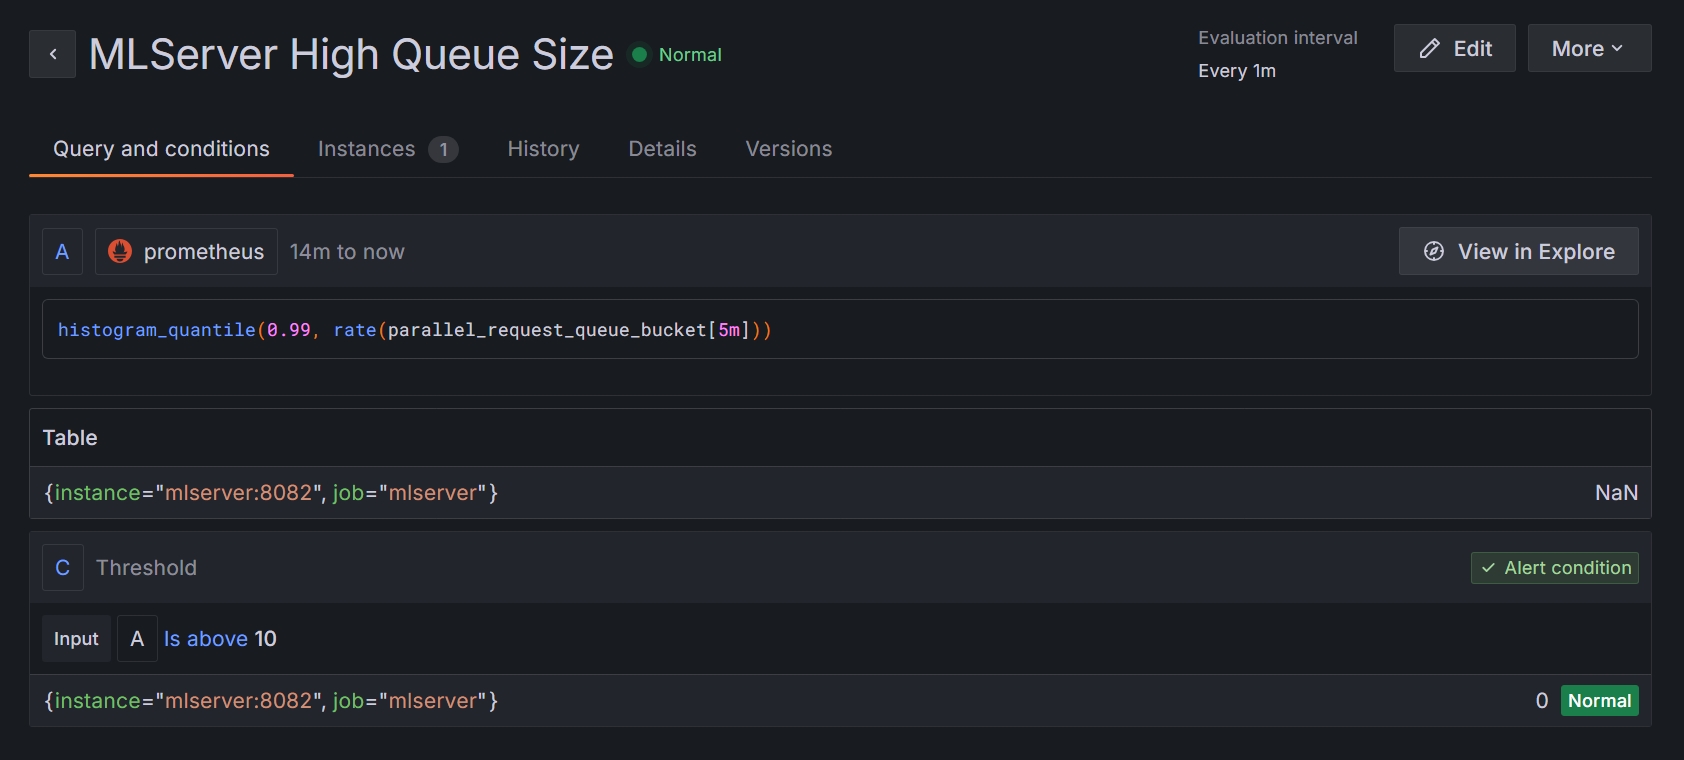 MLServer High Queue Size
Normal
Evaluation interval
Every 1m
Edit
More
Query and conditions
Instances 1
History
Details
Versions
A
prometheus
14m to now
View in Explore
histogram_quantile(0.99, rate(parallel_request_queue_bucket[5m]))
Table
{instance="mlserver:8082", job="mlserver"}
NaN
C
Threshold
Alert condition
Input A Is above 10
{instance="mlserver:8082", job="mlserver"}
0 Normal